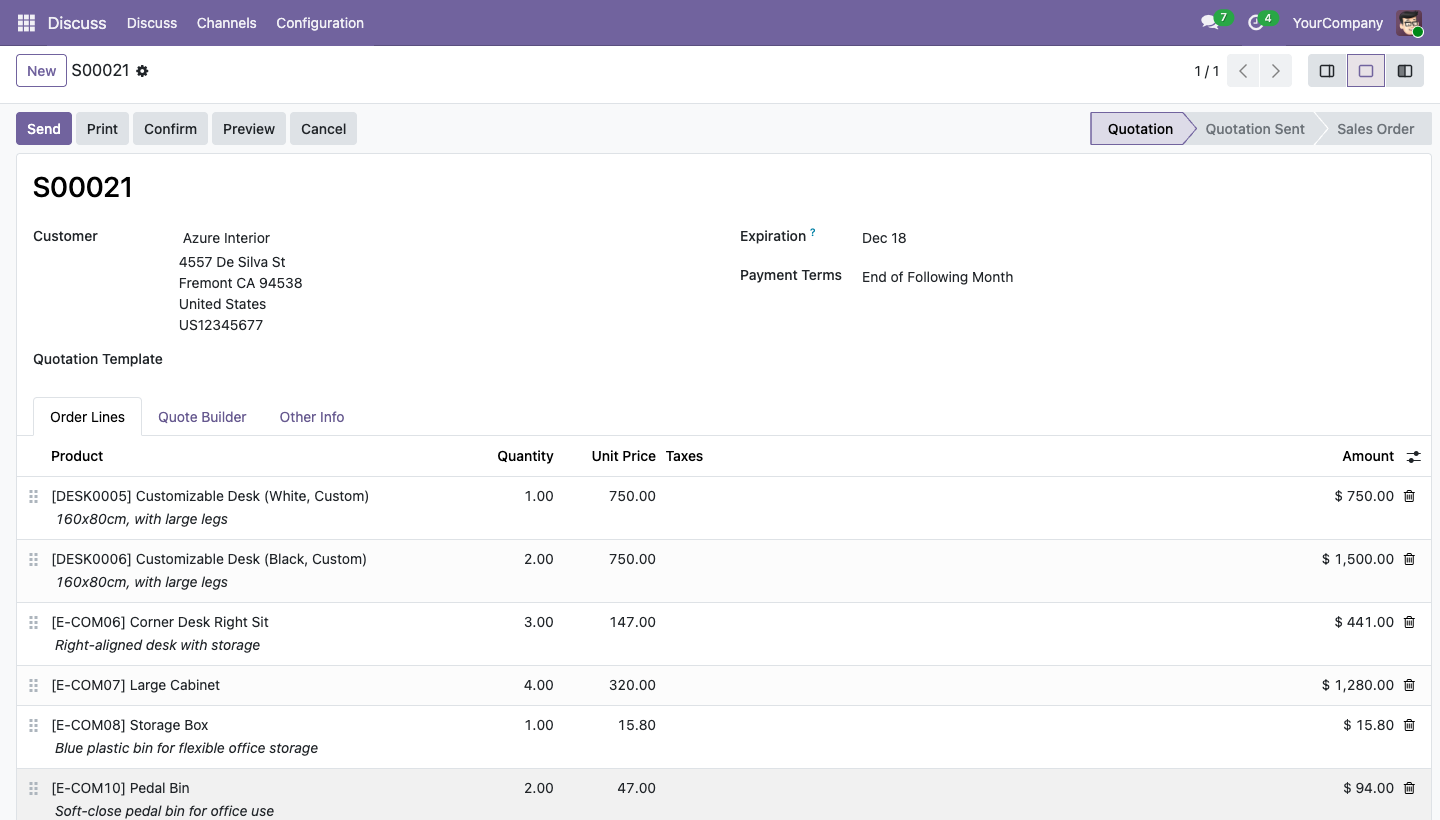 Discuss Discuss Channels Configuration 7 4 YourCompany
New S00021 1 / 1
Send Print Confirm Preview Cancel Quotation Quotation Sent Sales Order
S00021
Customer Azure Interior Expiration ? Dec 18
4557 De Silva St
Fremont CA 94538 Payment Terms End of Following Month
United States
US12345677
Quotation Template
Order Lines Quote Builder Other Info
Product Quantity Unit Price Taxes Amount
[DESK0005] Customizable Desk (White, Custom) 1.00 750.00 $ 750.00
160x80cm, with large legs
[DESK0006] Customizable Desk (Black, Custom) 2.00 750.00 $ 1,500.00
160x80cm, with large legs
[E-COM06] Corner Desk Right Sit 3.00 147.00 $ 441.00
Right-aligned desk with storage
[E-COM07] Large Cabinet 4.00 320.00 $ 1,280.00
[E-COM08] Storage Box 1.00 15.80 $ 15.80
Blue plastic bin for flexible office storage
[E-COM10] Pedal Bin 2.00 47.00 $ 94.00
Soft-close pedal bin for office use